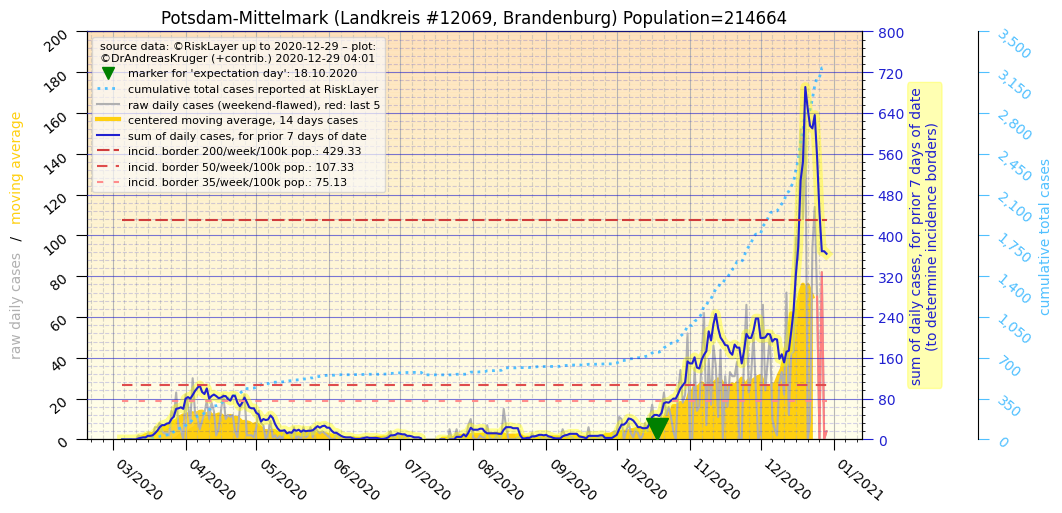 Potsdam-Mittelmark (Landkreis #12069, Brandenburg) Population=214664
source data: ©RiskLayer up to 2020-12-29 – plot:
©DrAndreasKruger (+contrib.) 2020-12-29 04:01
marker for 'expectation day': 18.10.2020
cumulative total cases reported at RiskLayer
raw daily cases (weekend-flawed), red: last 5
centered moving average, 14 days cases
sum of daily cases, for prior 7 days of date
incid. border 200/week/100k pop.: 429.33
incid. border 50/week/100k pop.: 107.33
incid. border 35/week/100k pop.: 75.13
raw daily cases / moving average
200
180
160
140
120
100
80
60
40
20
0
800
720
640
560
480
400
320
240
160
80
0
sum of daily cases, for prior 7 days of date
(to determine incidence borders)
3,500
3,150
2,800
2,450
2,100
1,750
1,400
1,050
700
350
0
cumulative total cases
03/2020
04/2020
05/2020
06/2020
07/2020
08/2020
09/2020
10/2020
11/2020
12/2020
01/2021